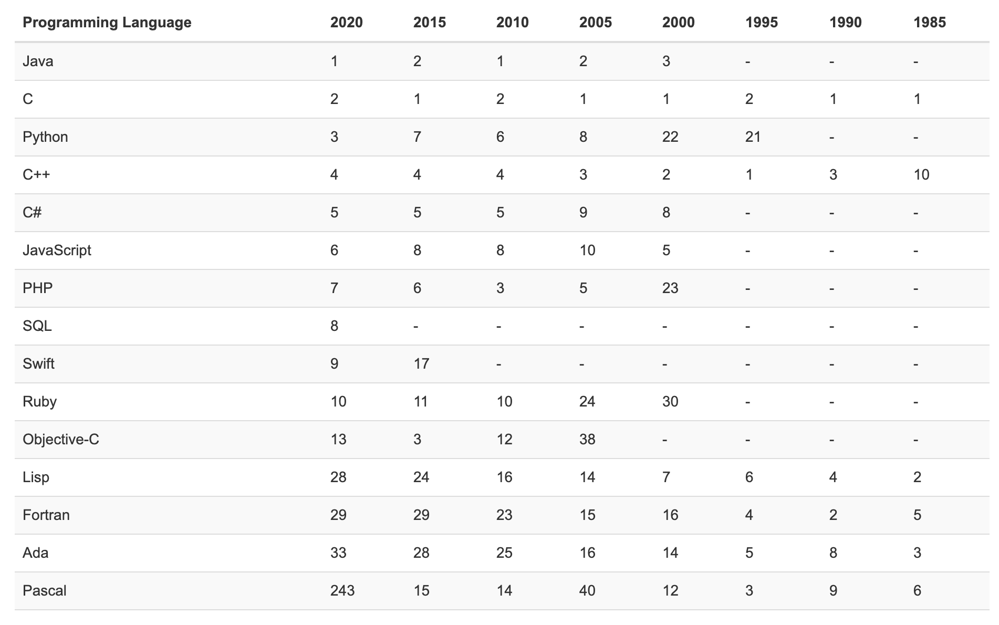 Programming Language 2020 2015 2010 2005 2000 1995 1990 1985
Java 1 2 1 2 3 - - -
C 2 1 2 1 1 2 1 1
Python 3 7 6 8 22 21 - -
C++ 4 4 4 3 2 1 3 10
C# 5 5 5 9 8 - - -
JavaScript 6 8 8 10 5 - - -
PHP 7 6 3 5 23 - - -
SQL 8 - - - - - - -
Swift 9 17 - - - - - -
Ruby 10 11 10 24 30 - - -
Objective-C 13 3 12 38 - - - -
Lisp 28 24 16 14 7 6 4 2
Fortran 29 29 23 15 16 4 2 5
Ada 33 28 25 16 14 5 8 3
Pascal 243 15 14 40 12 3 9 6